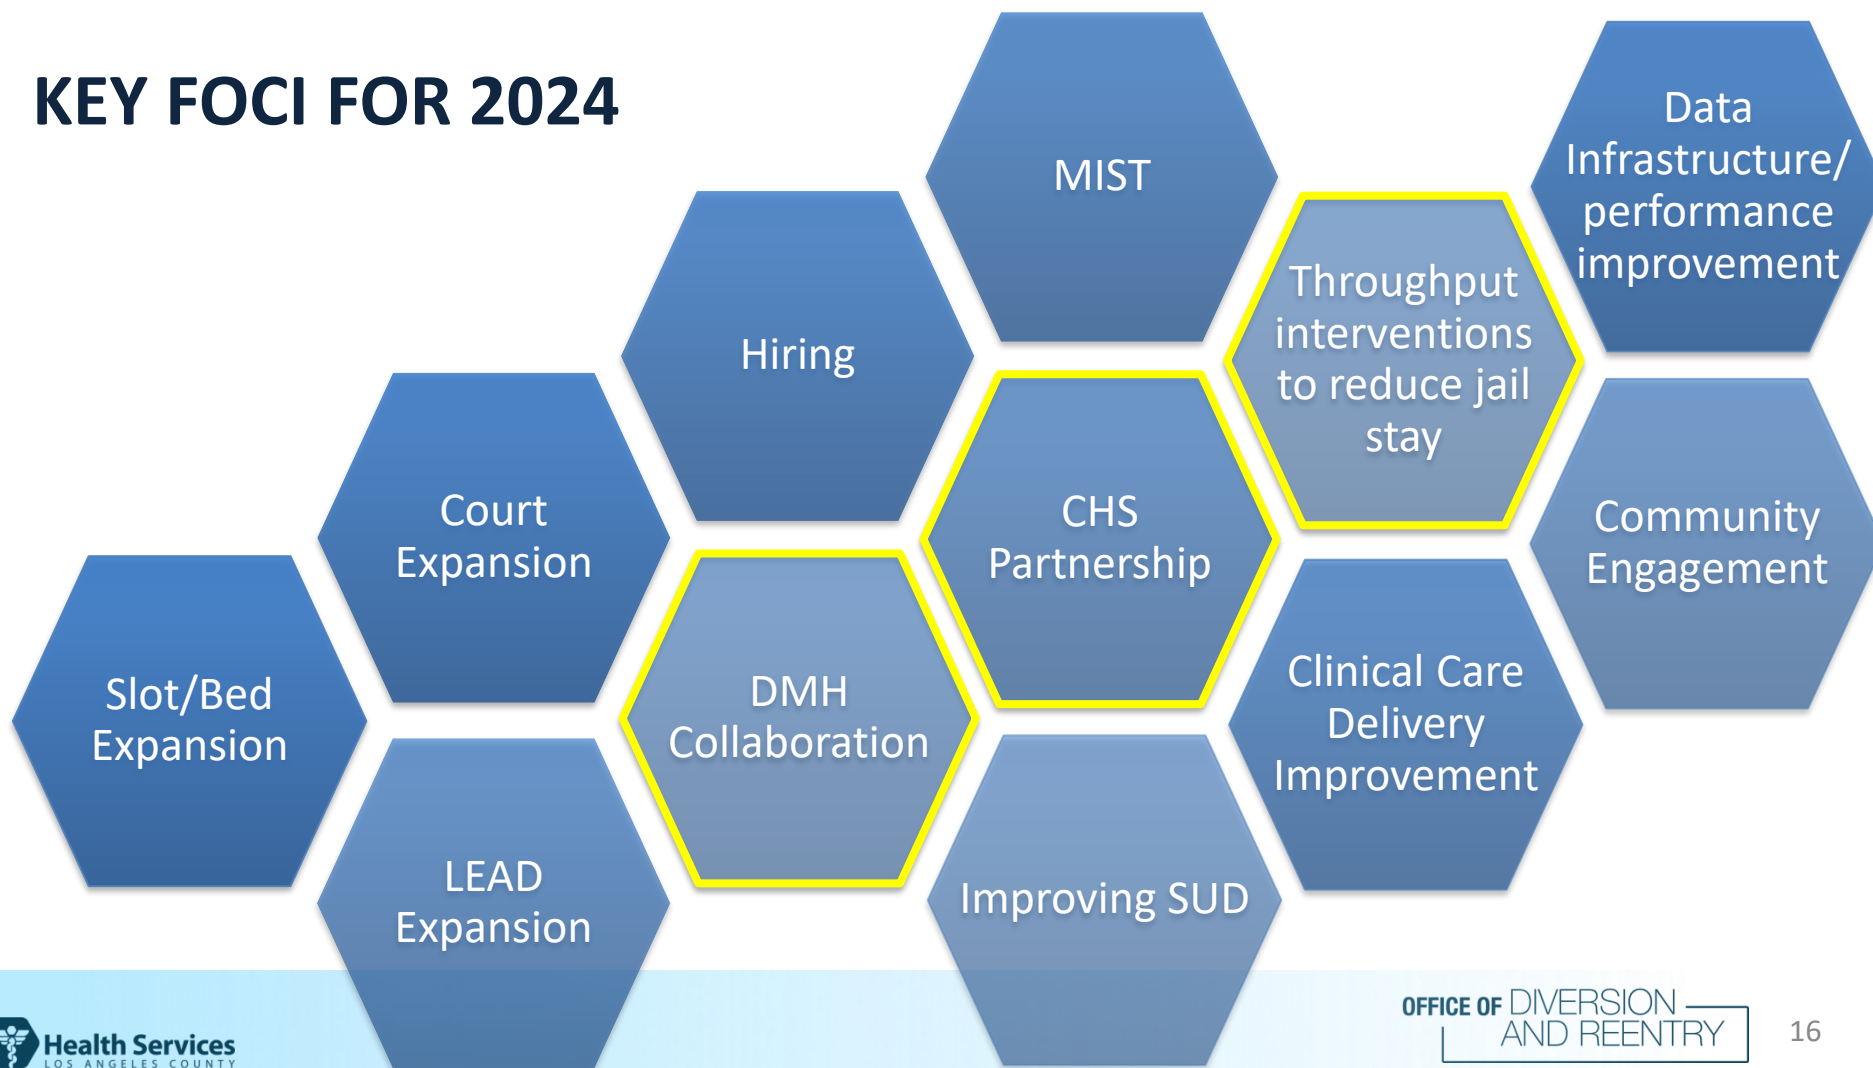 KEY FOCI FOR 2024
MIST
Data
Infrastructure/
performance
improvement
Hiring
Throughput
interventions
to reduce jail
stay
Court
Expansion
CHS
Partnership
Community
Engagement
Slot/Bed
Expansion
DMH
Collaboration
Clinical Care
Delivery
Improvement
LEAD
Expansion
Improving SUD
Health Services
LOS ANGELES COUNTY
OFFICE OF DIVERSION
AND REENTRY
16